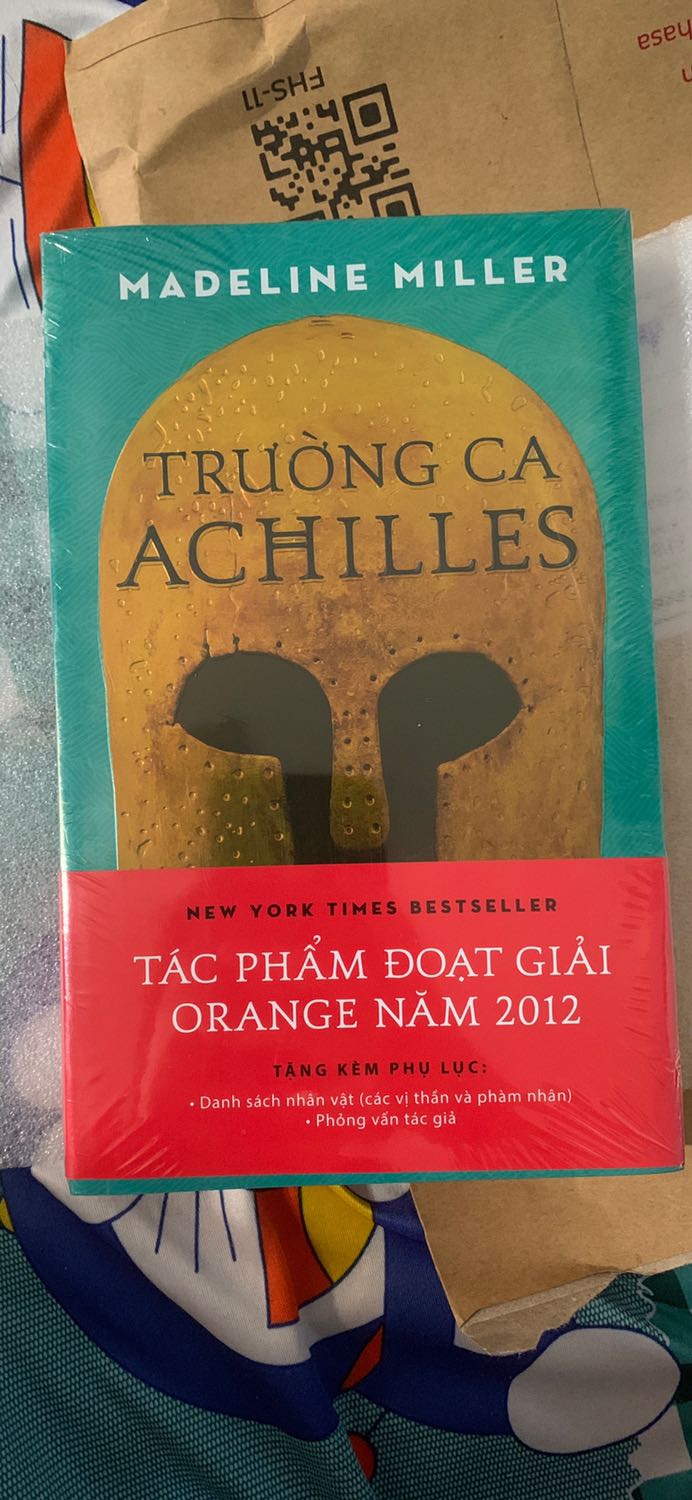 FHS-11
MADELINE MILLER
TRƯỜNG CA
ACHILLES
NEW YORK TIMES BESTSELLER
TÁC PHẨM ĐOẠT GIẢI
ORANGE NĂM 2012
TẶNG KÈM PHỤ LỤC:
• Danh sách nhân vật (các vị thần và phàm nhân)
• Phỏng vấn tác giả